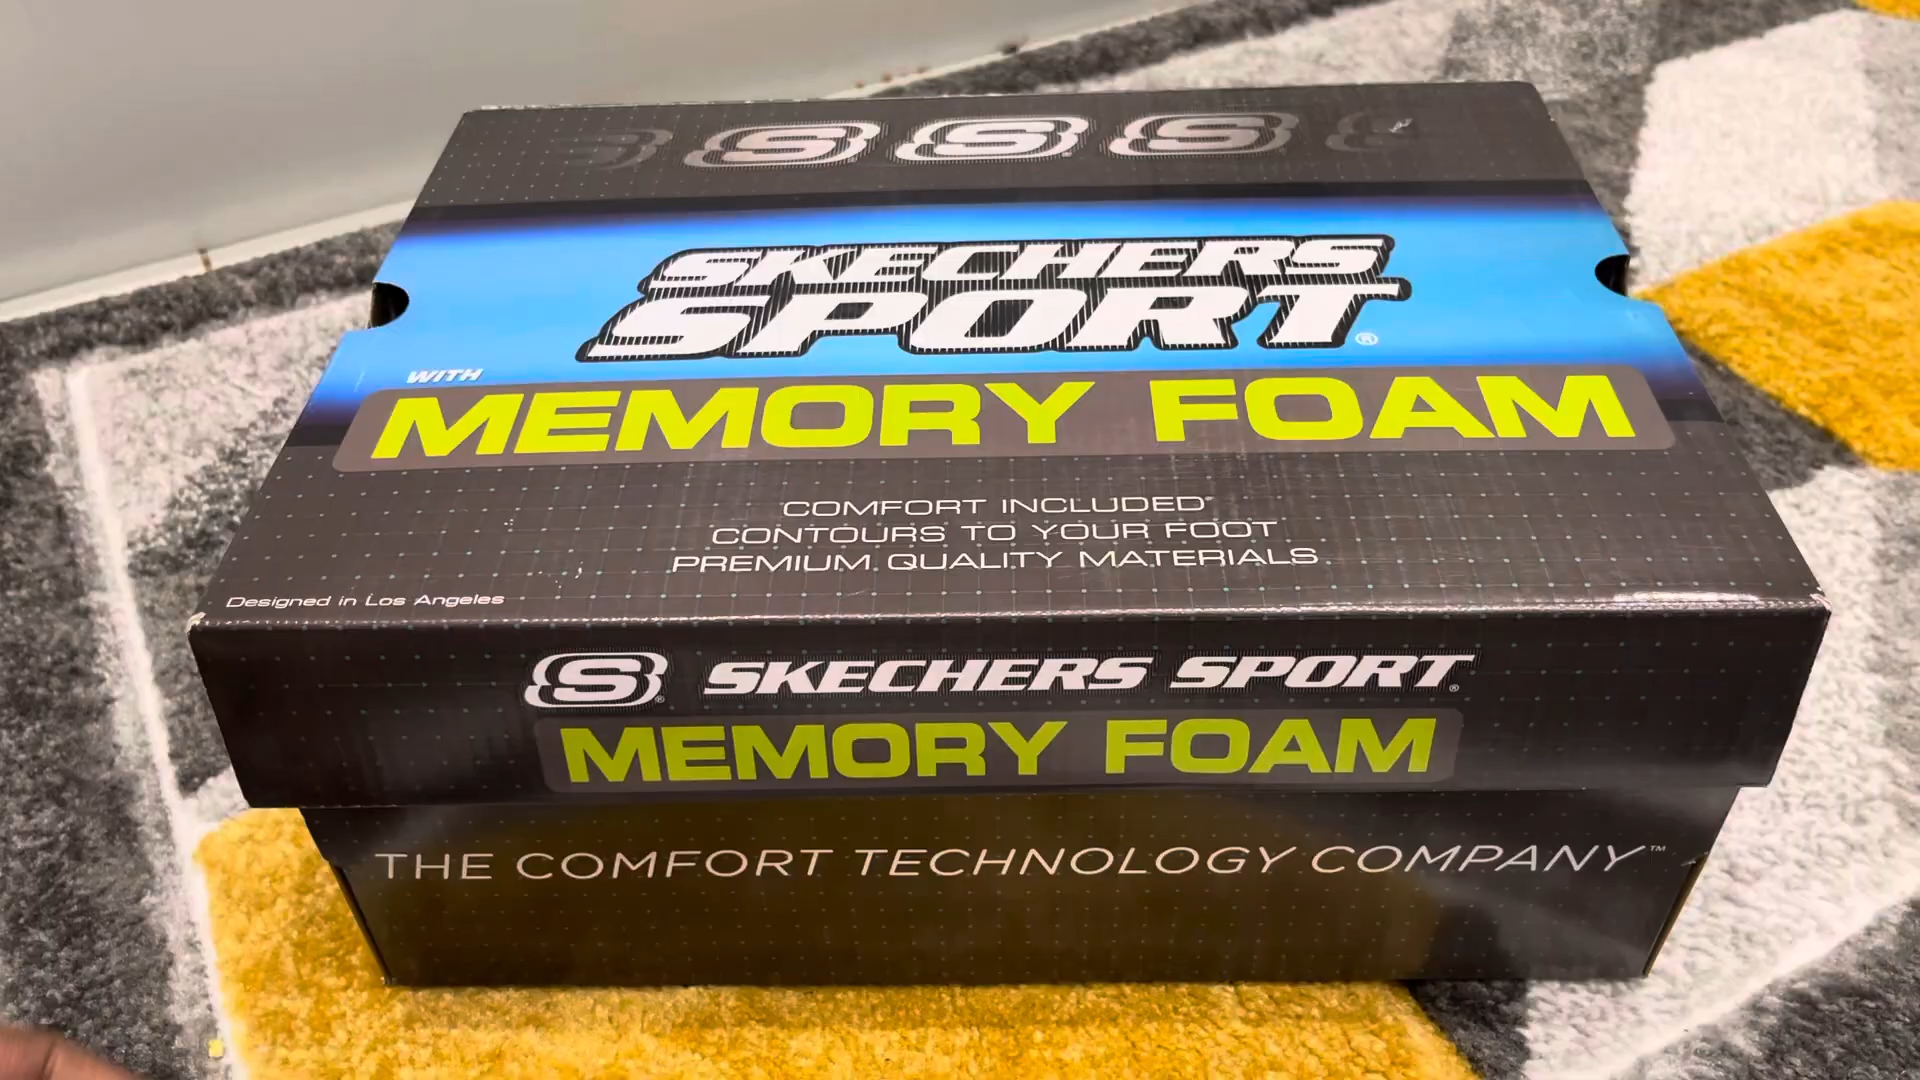 SKECHERS
SPORT®
WITH
MEMORY FOAM
COMFORT INCLUDED®
CONTOURS TO YOUR FOOT
PREMIUM QUALITY MATERIALS
Designed in Los Angeles
S® SKECHERS SPORT®
MEMORY FOAM
THE COMFORT TECHNOLOGY COMPANY™